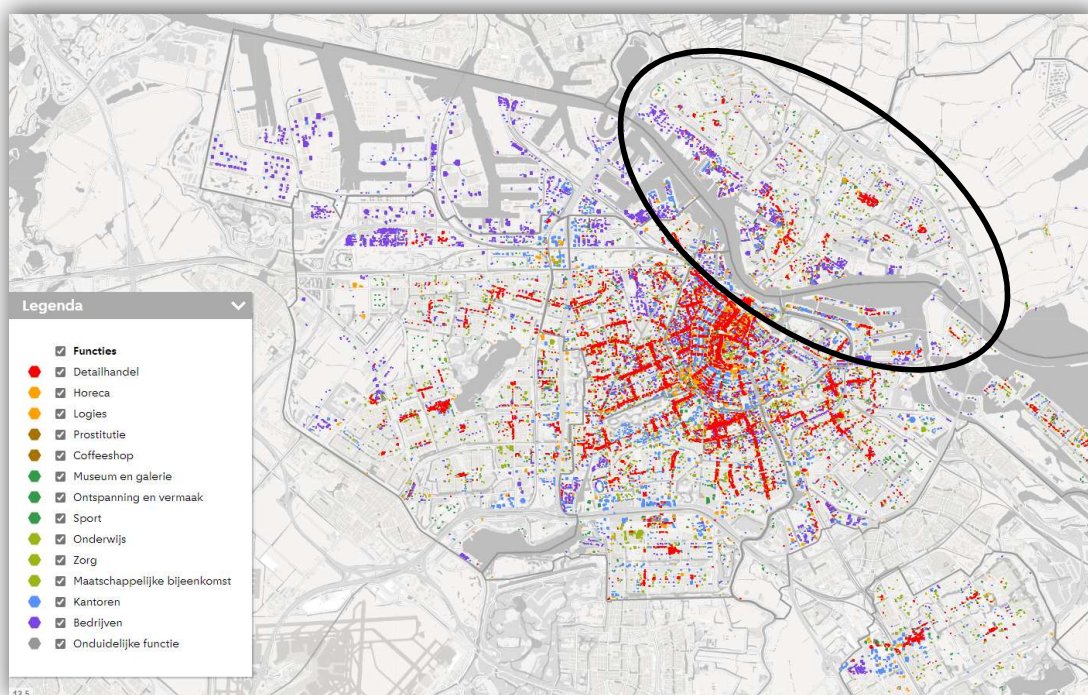 Legenda
Functies
Detailhandel
Horeca
Logies
Prostitutie
Coffeeshop
Museum en galerie
Ontspanning en vermaak
Sport
Onderwijs
Zorg
Maatschappelijke bijeenkomst
Kantoren
Bedrijven
Onduidelijke functie